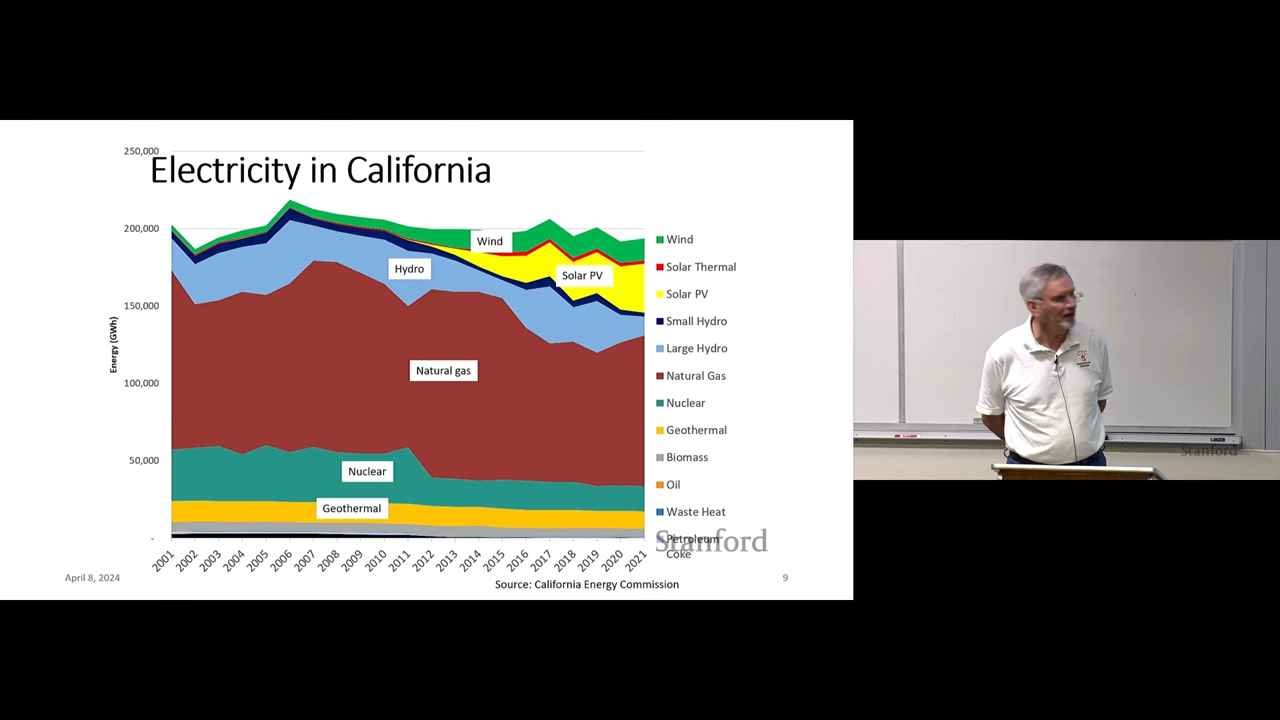 Electricity in California
250,000
200,000
150,000
100,000
50,000
-
Energy (GWh)
Wind
Hydro
Solar PV
Natural gas
Nuclear
Geothermal
2001
2002
2003
2004
2005
2006
2007
2008
2009
2010
2011
2012
2013
2014
2015
2016
2017
2018
2019
2020
2021
Wind
Solar Thermal
Solar PV
Small Hydro
Large Hydro
Natural Gas
Nuclear
Geothermal
Biomass
Oil
Waste Heat
Petroleum
Coke
Stanford
April 8, 2024
Source: California Energy Commission
9
Stanford